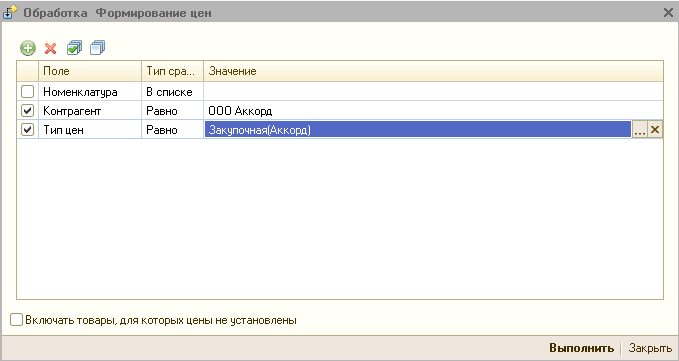 Обработка  Формирование цен
Поле Тип сра... Значение
Номенклатура В списке
Контрагент Равно ООО Аккорд
Тип цен Равно Закупочная(Аккорд) ...
Включать товары, для которых цены не установлены
Выполнить Закрыть